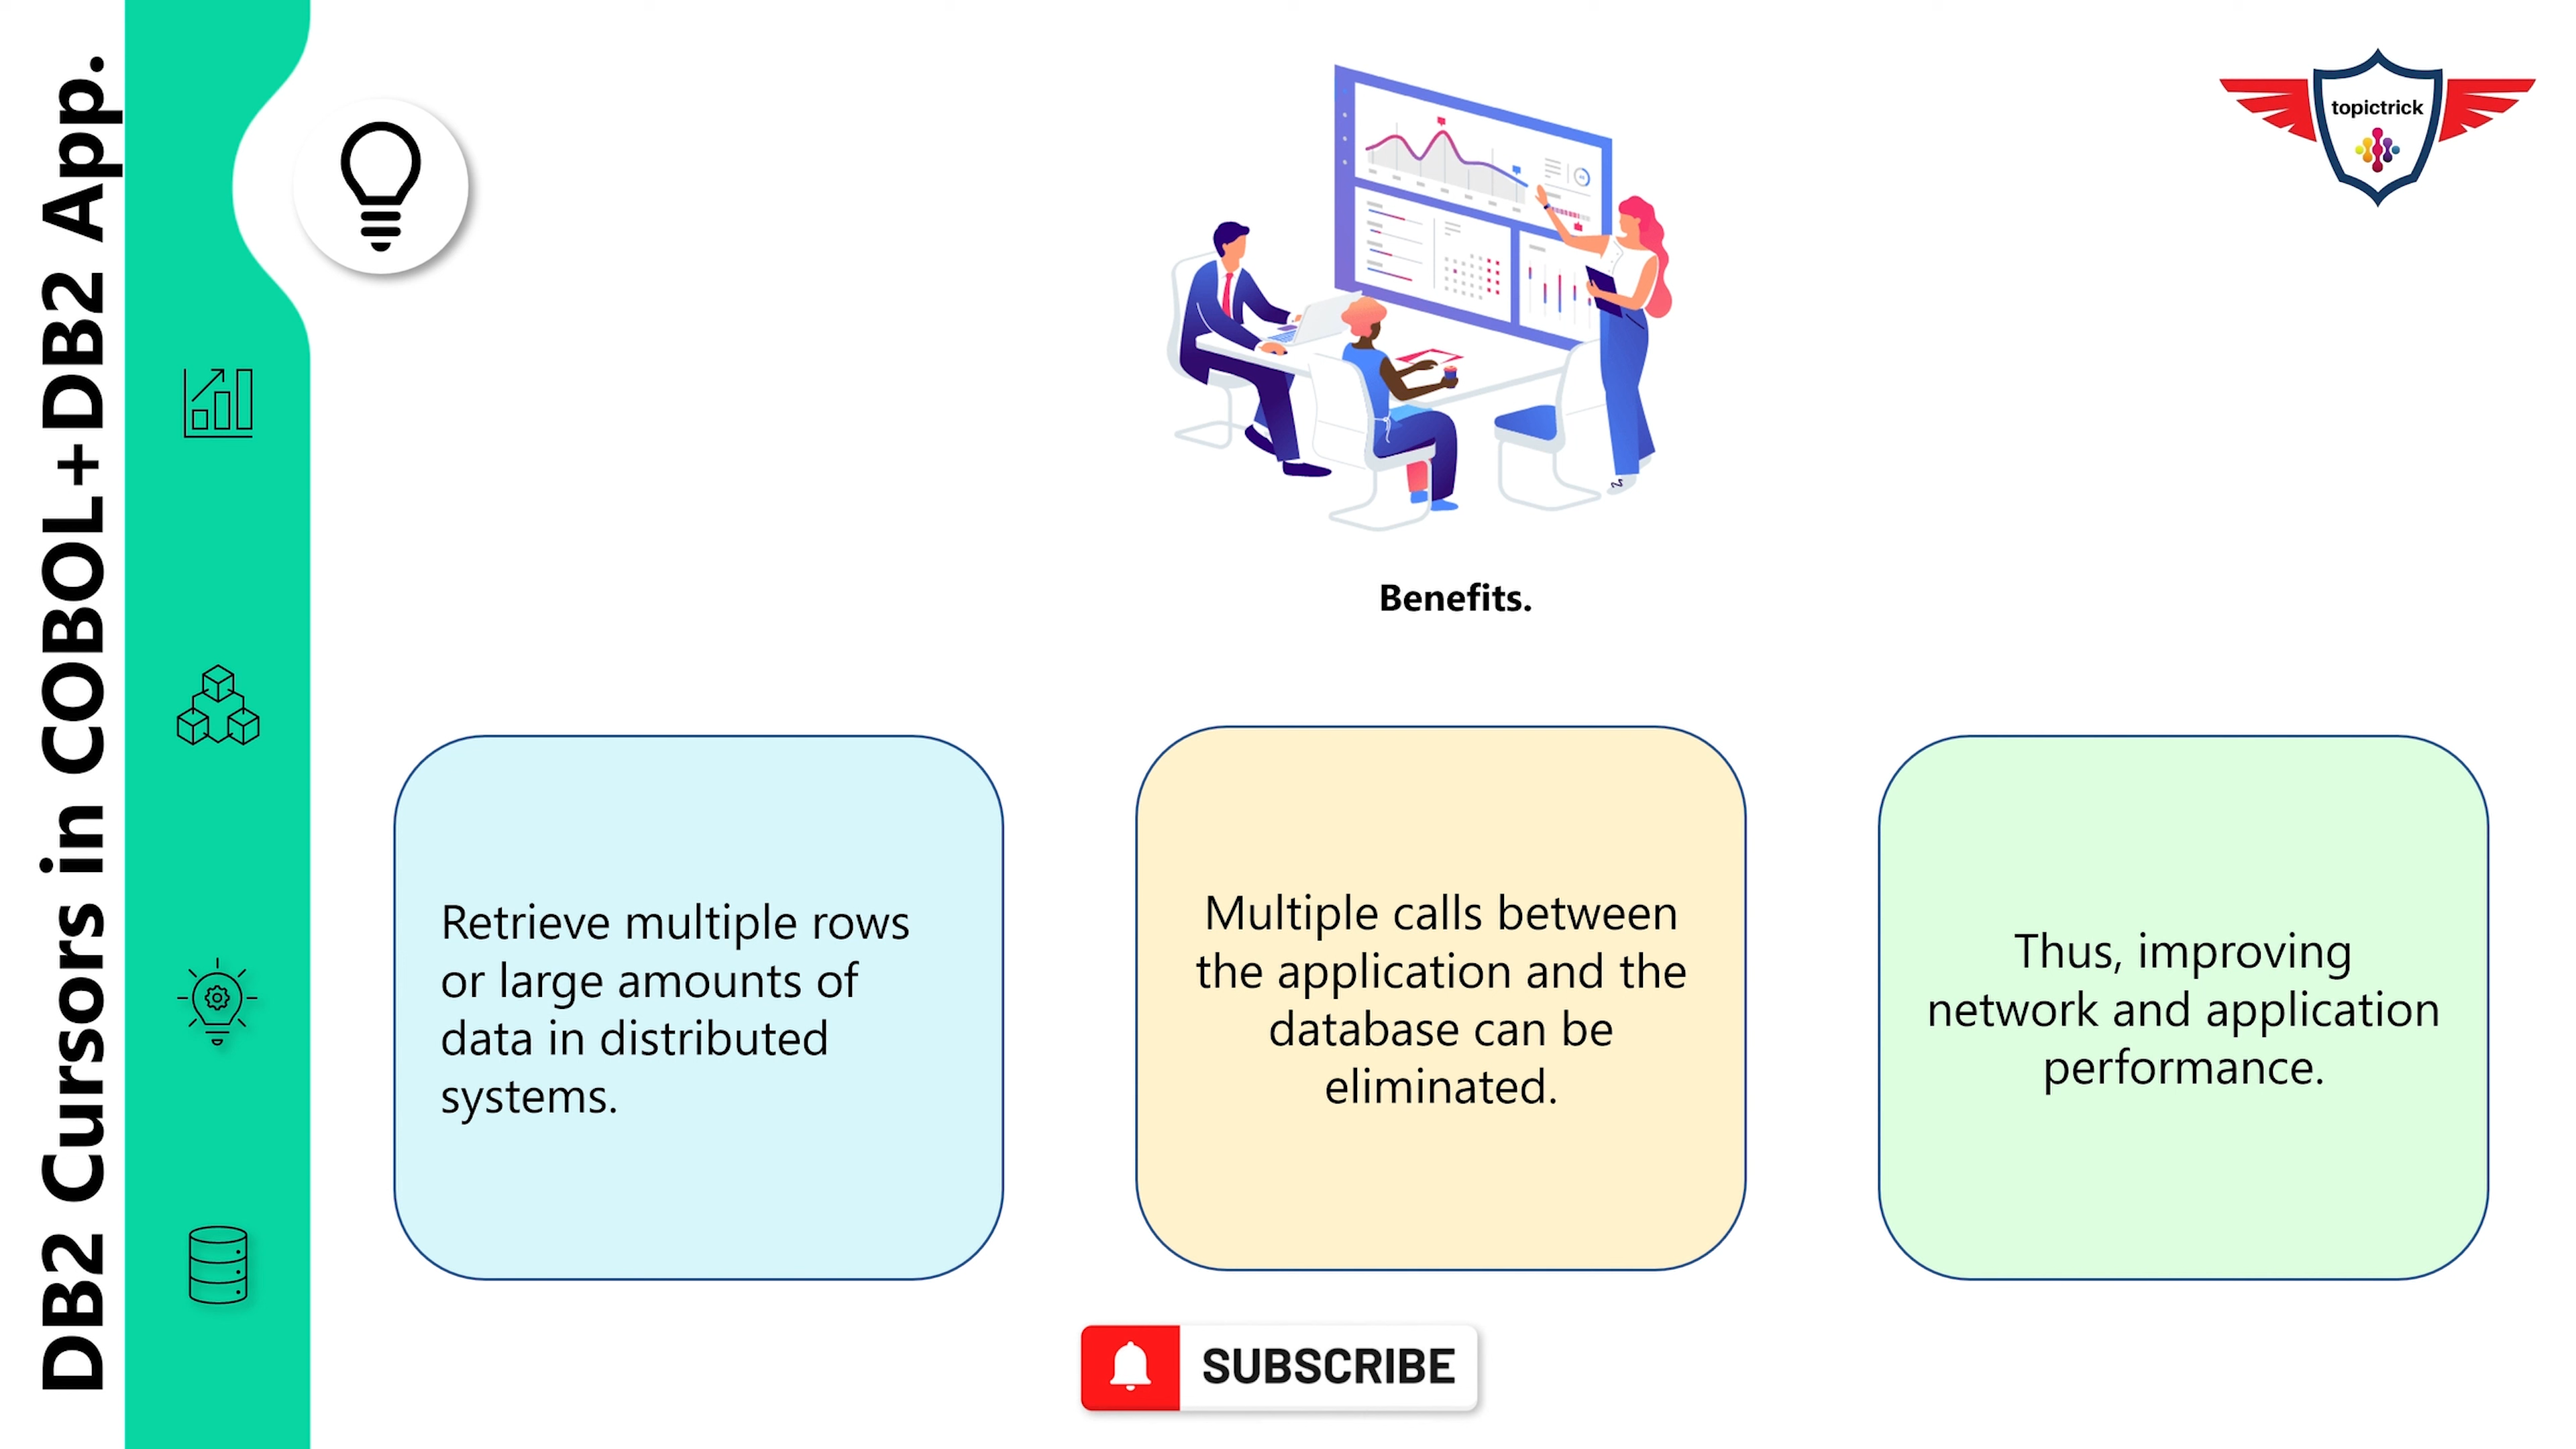 DB2 Cursors in COBOL+DB2 App.
topictrick
Benefits.
Retrieve multiple rows
or large amounts of
data in distributed
systems.
Multiple calls between
the application and the
database can be
eliminated.
Thus, improving
network and application
performance.
SUBSCRIBE